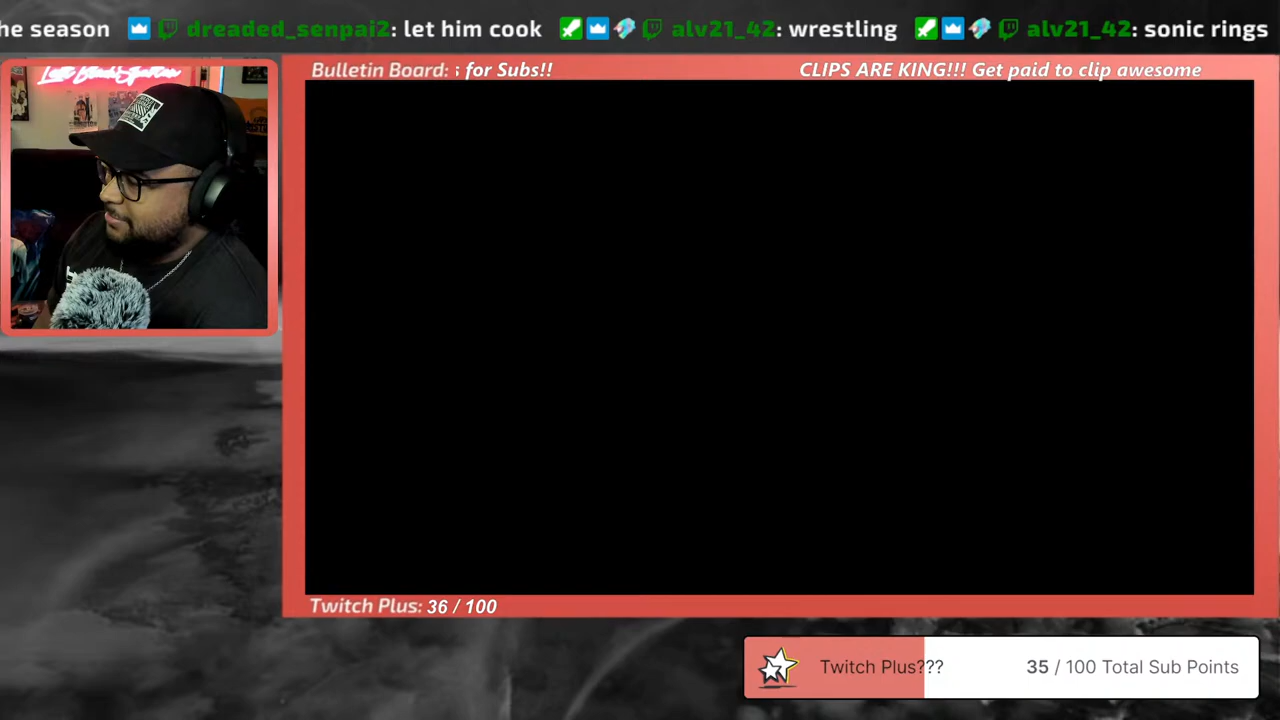 he season dreaded_senpai2: let him cook alv21_42: wrestling alv21_42: sonic rings
Bulletin Board: for Subs!! CLIPS ARE KING!!! Get paid to clip awesome
Twitch Plus: 36 / 100
Twitch Plus??? 35 / 100 Total Sub Points